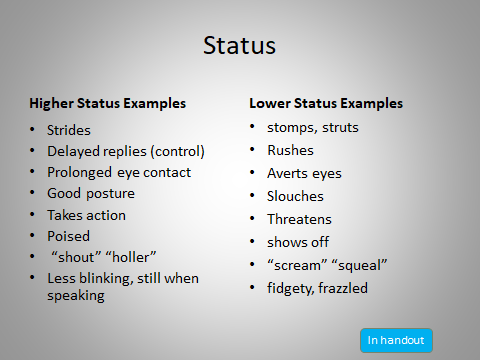 Status
Higher Status Examples
• Strides
• Delayed replies (control)
• Prolonged eye contact
• Good posture
• Takes action
• Poised
• “shout” “holler”
• Less blinking, still when
speaking
Lower Status Examples
• stomps, struts
• Rushes
• Averts eyes
• Slouches
• Threatens
• shows off
• “scream” “squeal”
• fidgety, frazzled
In handout